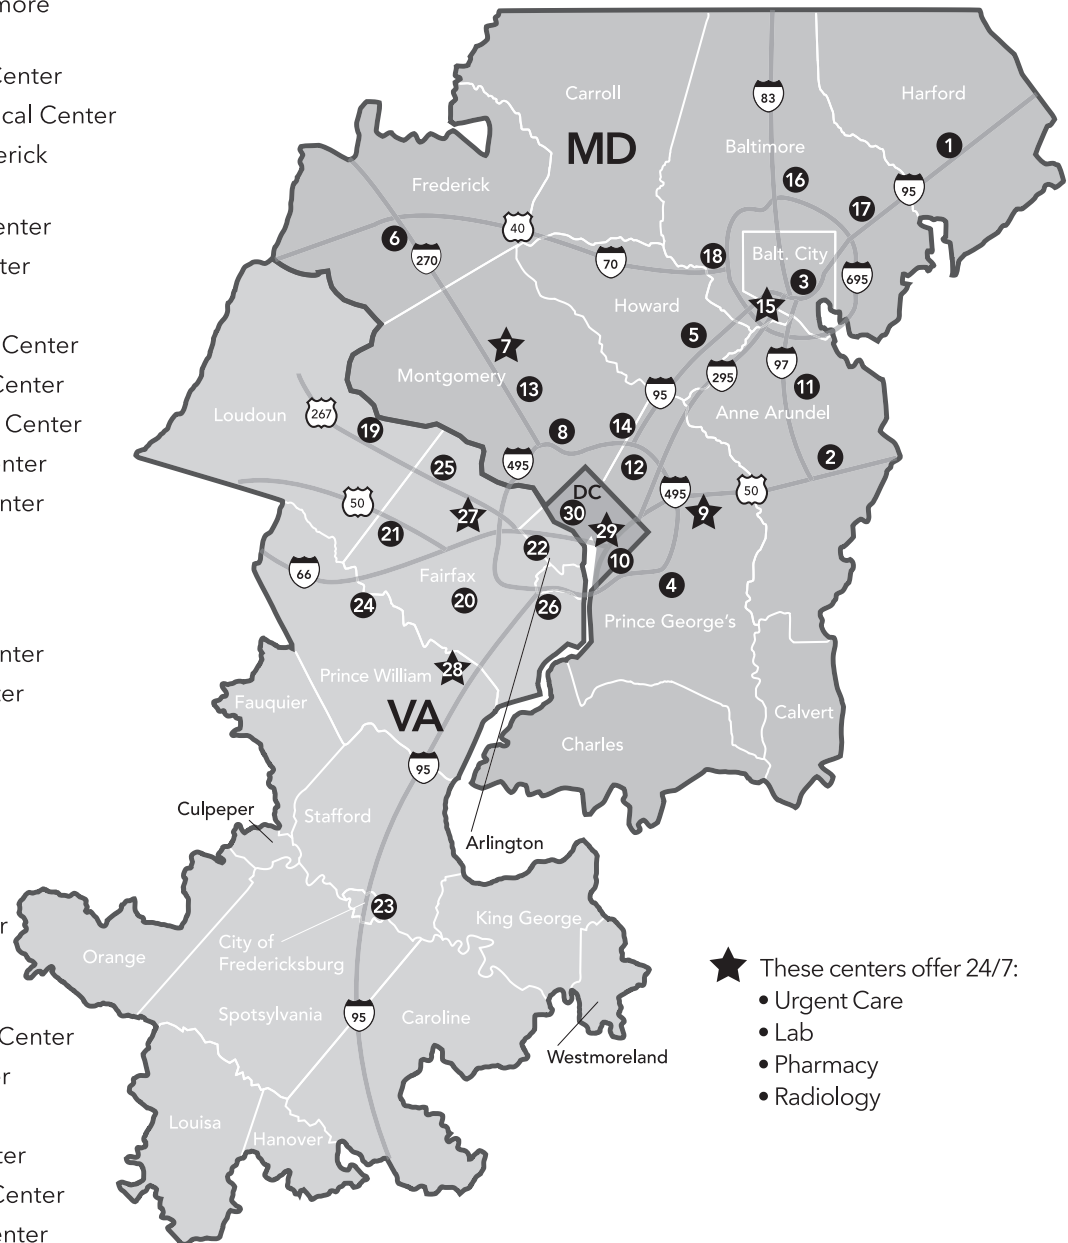 more
Center
cal Center
erick
enter
ter
Center
Center
Center
nter
nter
nter
ter
r
Center
r
ter
Center
enter
Carroll
83
Harford
MD
Baltimore
1
16
Frederick
95
17
40
6
270
70
18
Balt. City
3
695
Howard
15
5
7
97
Montgomery
295
13
95
11
Loudoun
267
Anne Arundel
19
8
14
2
25
495
12
DC
495
50
50
30
27
9
29
21
22
10
66
Fairfax
4
24
20
26
Prince George's
28
Prince William
Fauquier
VA
Calvert
Charles
95
Culpeper
Stafford
Arlington
23
King George
City of
Fredericksburg
Orange
Spotsylvania
95
Caroline
Westmoreland
Louisa
Hanover
These centers offer 24/7:
• Urgent Care
• Lab
• Pharmacy
• Radiology